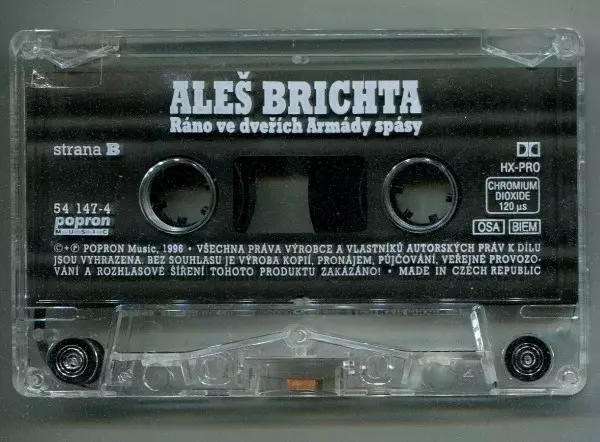 ALEŠ BRICHTA
Ráno ve dveřích Armády spásy
strana B
HX-PRO
CHROMIUM
DIOXIDE
120 µs
54 147-4
popron
MUSIC
OSA BIEM
©+Ⓟ POPRON Music, 1996 • VŠECHNA PRÁVA VÝROBCE A VLASTNÍKŮ AUTORSKÝCH PRÁV K DÍLU
JSOU VYHRAZENA. BEZ SOUHLASU JE VÝROBA KOPIÍ, PRONÁJEM, PŮJČOVÁNÍ, VEŘEJNÉ PROVOZO-
VÁNÍ A ROZHLASOVÉ ŠÍŘENÍ TOHOTO PRODUKTU ZAKÁZÁNO! • MADE IN CZECH REPUBLIC